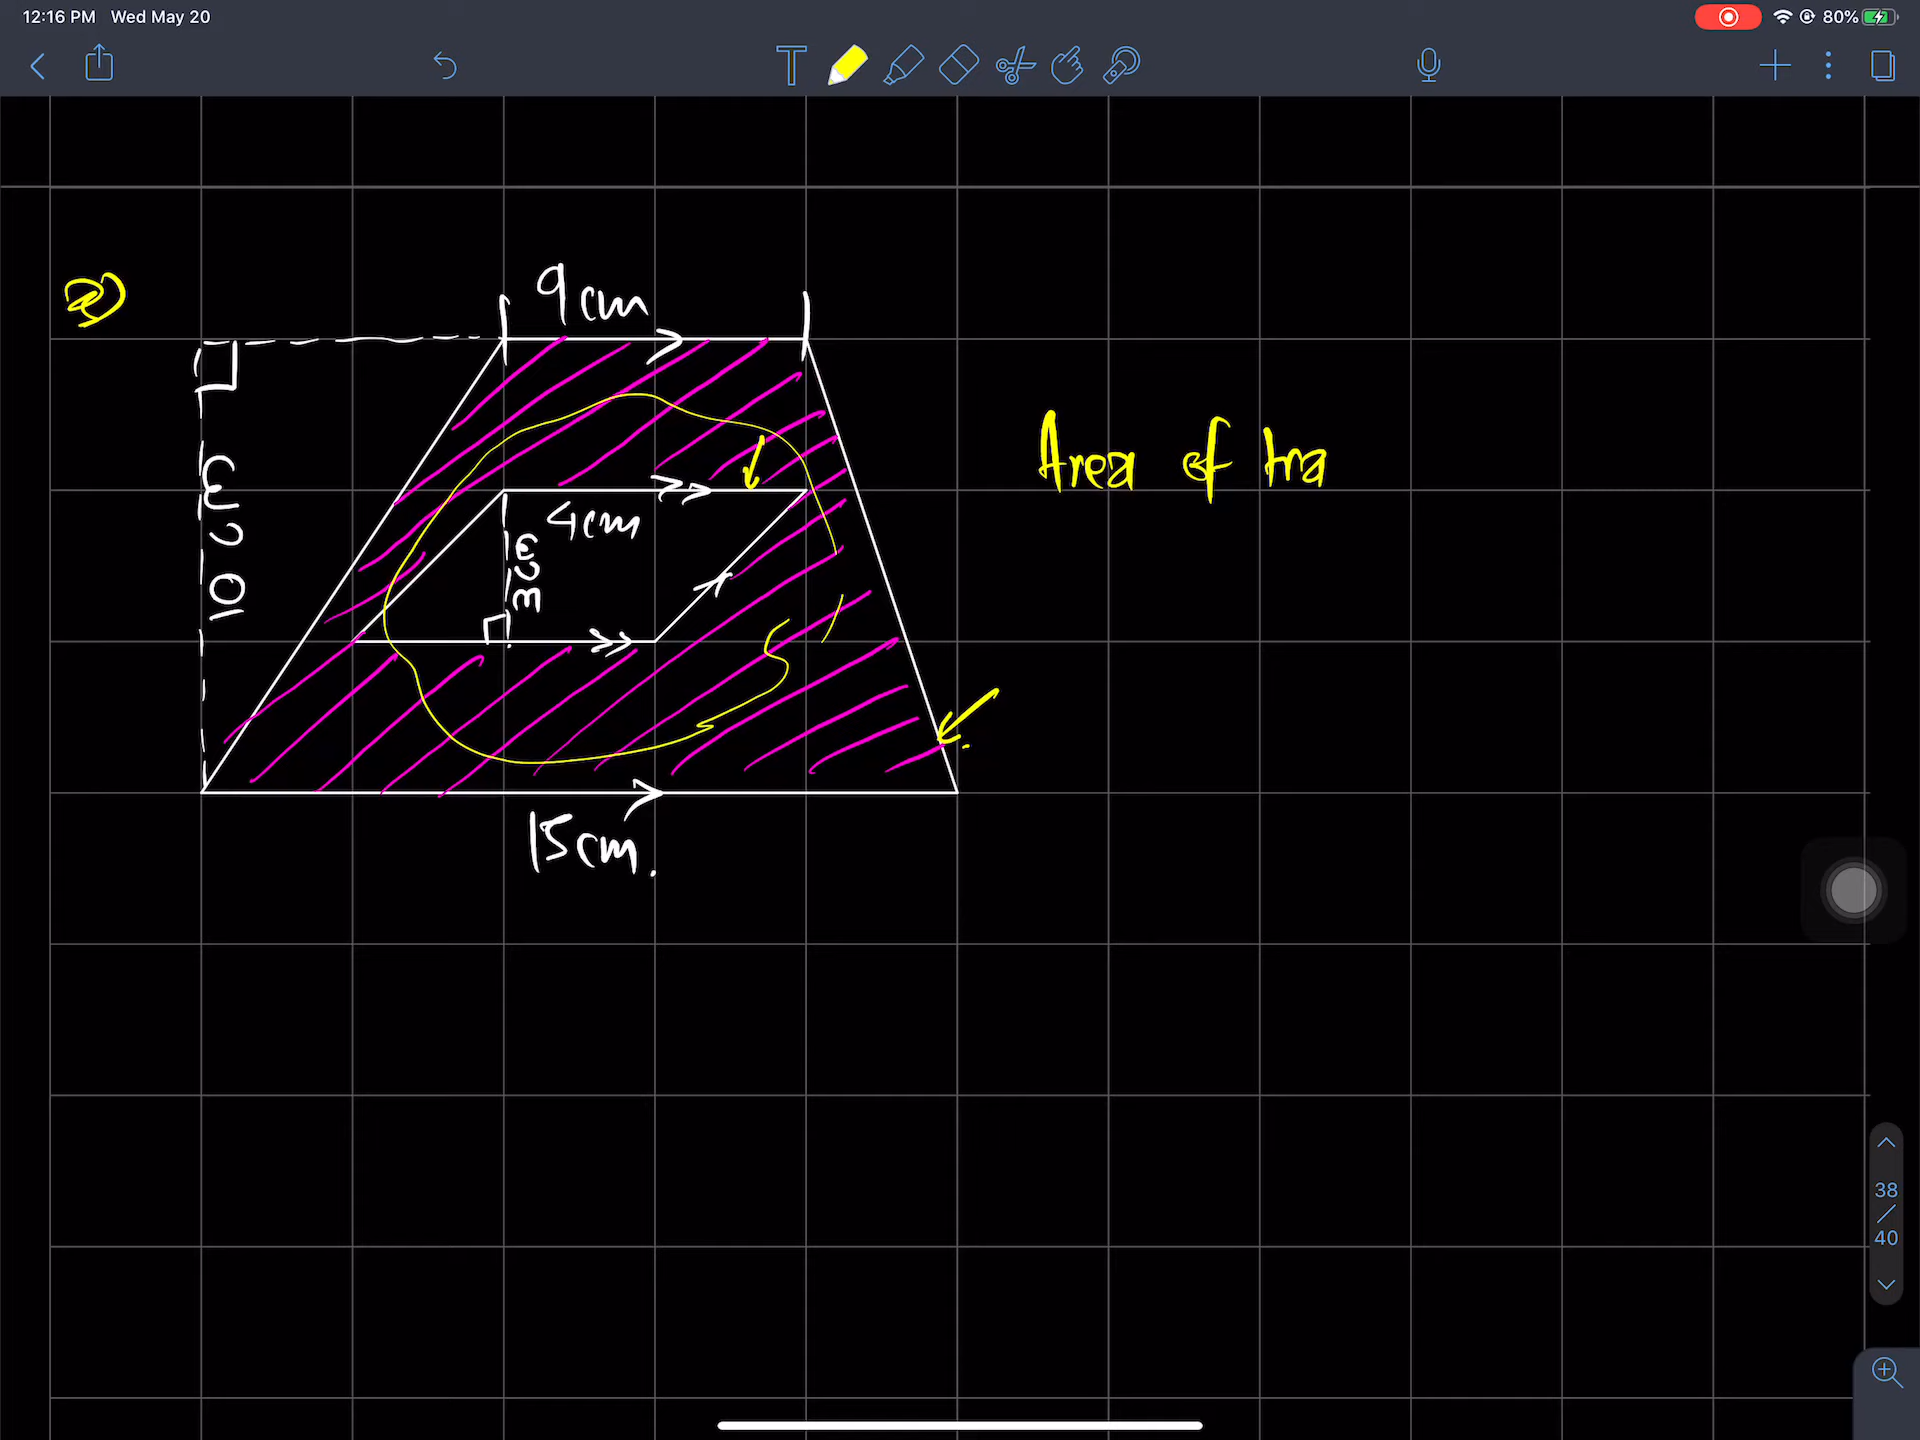 12:16 PM Wed May 20
80%
2)
9cm
10cm
4cm
3cm
15cm.
Area of tra
38
/
40